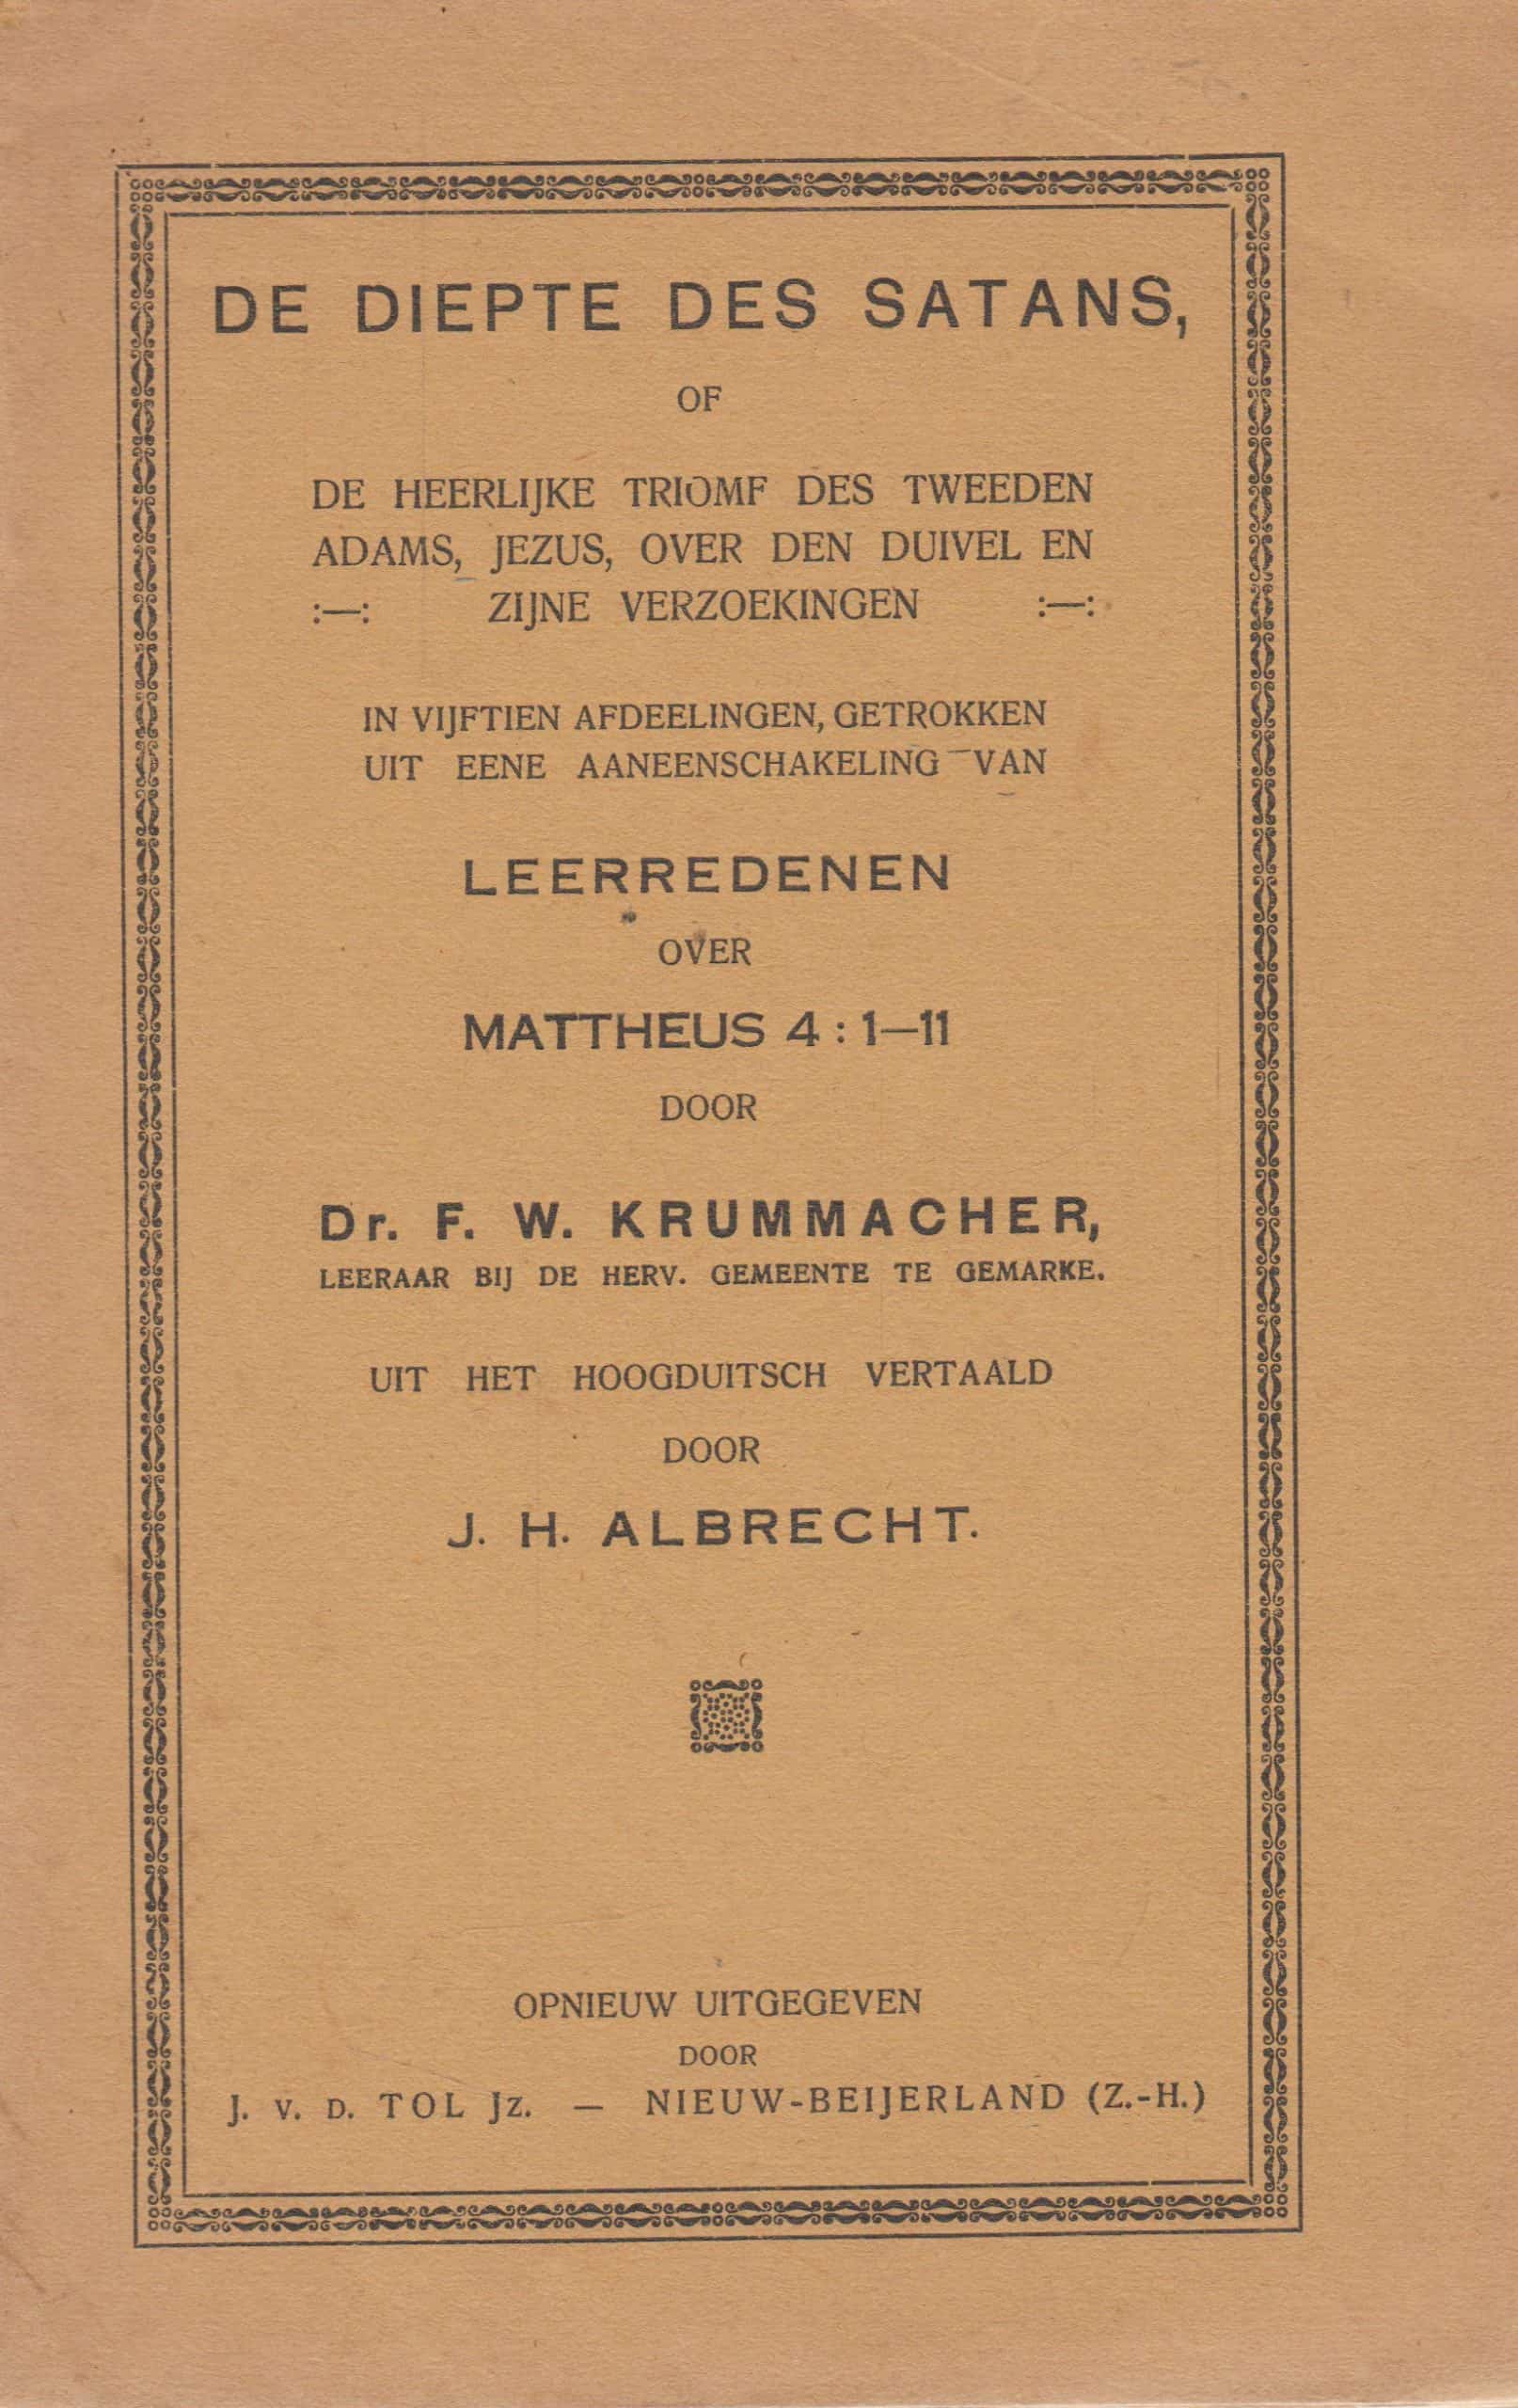 DE DIEPTE DES SATANS,
OF
DE HEERLIJKE TRIOMF DES TWEEDEN
ADAMS, JEZUS, OVER DEN DUIVEL EN
:—: ZIJNE VERZOEKINGEN :—:
IN VIJFTIEN AFDEELINGEN, GETROKKEN
UIT EENE AANEENSCHAKELING VAN
LEERREDENEN
OVER
MATTHEUS 4 : 1—11
DOOR
Dr. F. W. KRUMMACHER,
LEERAAR BIJ DE HERV. GEMEENTE TE GEMARKE.
UIT HET HOOGDUITSCH VERTAALD
DOOR
J. H. ALBRECHT.
OPNIEUW UITGEGEVEN
DOOR
J. V. D. TOL JZ. — NIEUW-BEIJERLAND (Z.-H.)